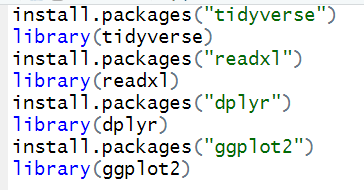 install.packages("tidyverse")
library(tidyverse)
install.packages("readxl")
library(readxl)
install.packages("dplyr")
library(dplyr)
install.packages("ggplot2")
library(ggplot2)